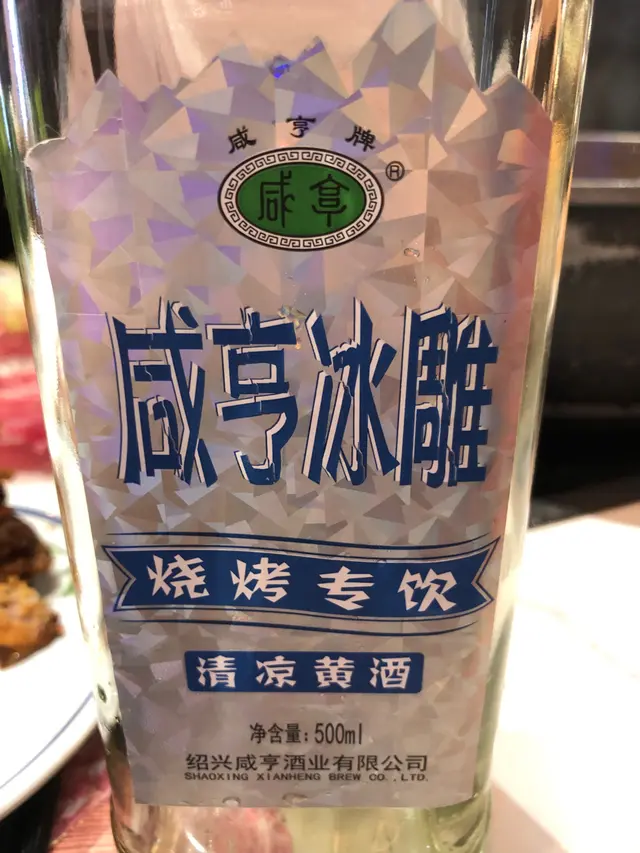 咸亨牌
咸亨®
咸亨冰雕
烧烤专饮
清凉黄酒
净含量:500ml
绍兴咸亨酒业有限公司
SHAOXING XIANHENG BREW CO.,LTD.